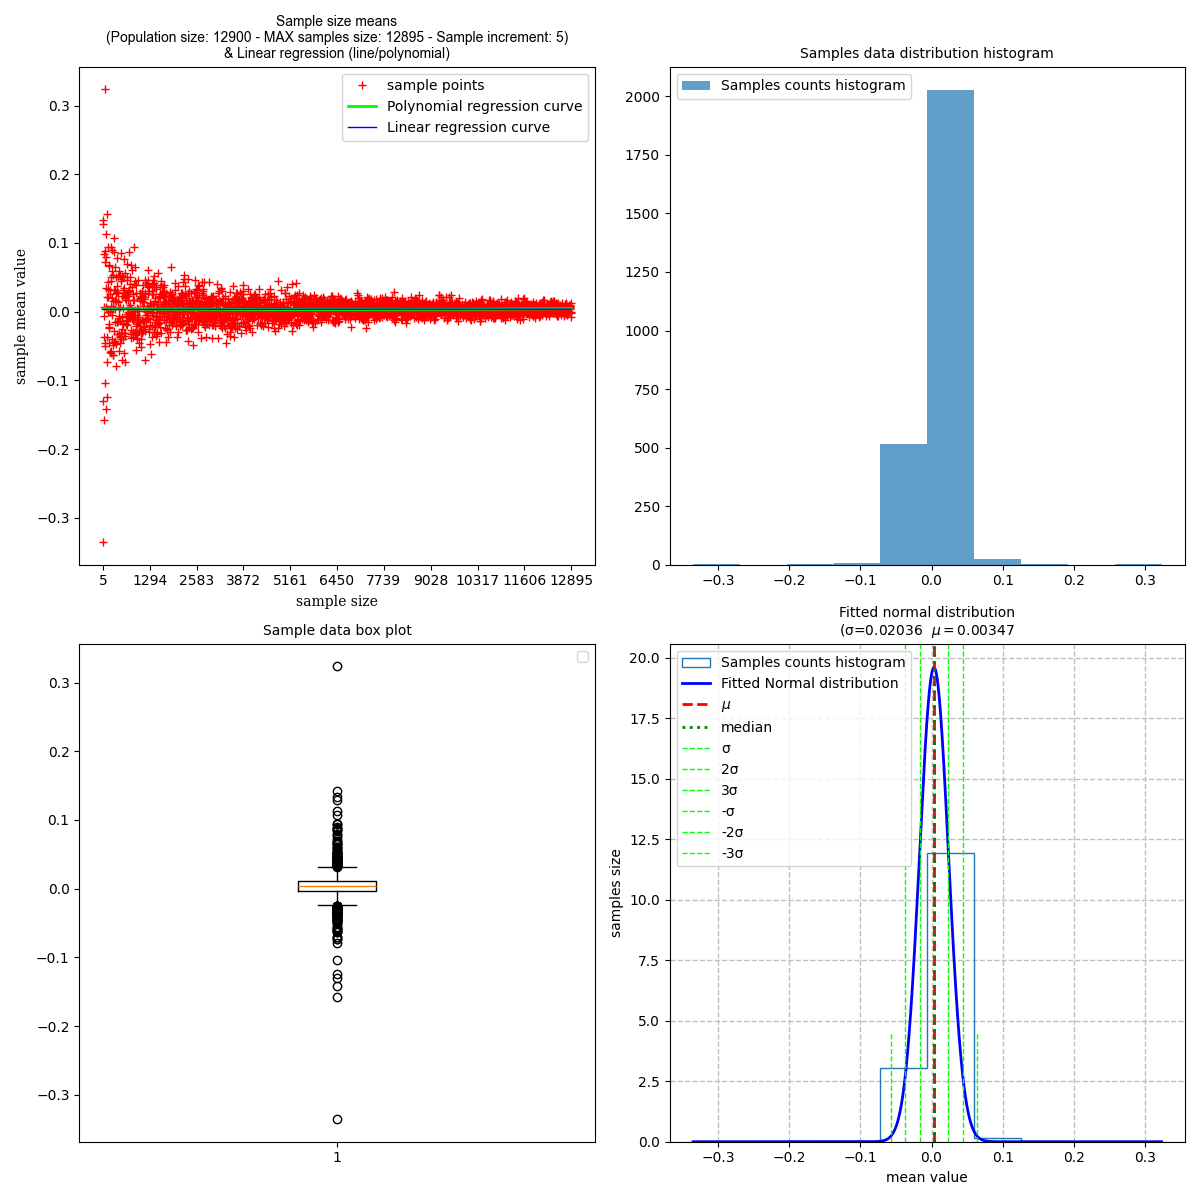 Sample size means
(Population size: 12900 - MAX samples size: 12895 - Sample increment: 5)
& Linear regression (line/polynomial)
sample points
Polynomial regression curve
Linear regression curve
0.3
0.2
0.1
0.0
−0.1
−0.2
−0.3
sample mean value
5 1294 2583 3872 5161 6450 7739 9028 10317 11606 12895
sample size
Samples data distribution histogram
Samples counts histogram
2000
1750
1500
1250
1000
750
500
250
0
−0.3 −0.2 −0.1 0.0 0.1 0.2 0.3
Sample data box plot
0.3
0.2
0.1
0.0
−0.1
−0.2
−0.3
1
Fitted normal distribution
(σ=0.02036 μ = 0.00347
Samples counts histogram
Fitted Normal distribution
μ
median
σ
2σ
3σ
-σ
-2σ
-3σ
20.0
17.5
15.0
12.5
10.0
7.5
5.0
2.5
0.0
samples size
−0.3 −0.2 −0.1 0.0 0.1 0.2 0.3
mean value